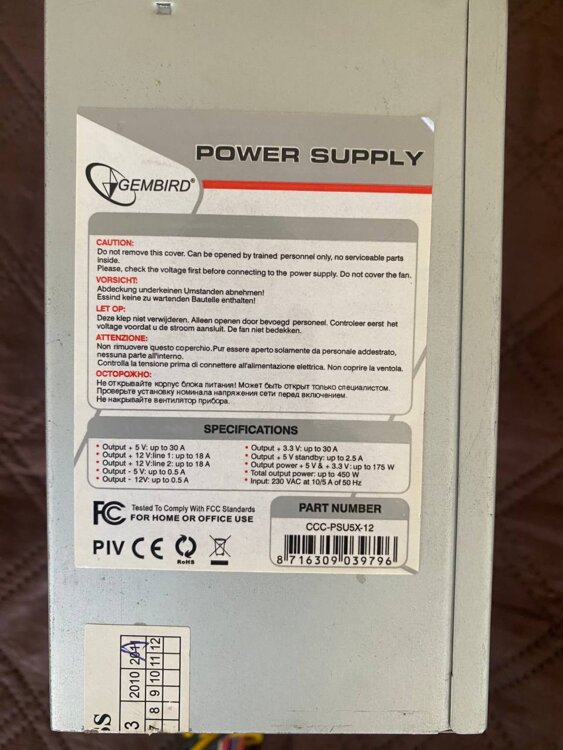 POWER SUPPLY
GEMBIRD®
CAUTION:
Do not remove this cover. Can be opened by trained personnel only, no serviceable parts
inside.
Please, check the voltage first before connecting to the power supply. Do not cover the fan.
VORSICHT:
Abdeckung underkeinen Umstanden abnehmen!
Essind keine zu wartenden Bauteile enthalten!
LET OP:
Deze klep niet verwijderen. Alleen openen door bevoegd personeel. Controleer eerst het
voltage voordat u de stroom aansluit. De fan niet bedekken.
ATTENZIONE:
Non rimuovere questo coperchio.Pur essere aperto solamente da personale addestrato,
nessuna parte all'interno.
Controlla la tensione prima di connettere all'alimentazione elettrica. Non coprire la ventola.
ОСТОРОЖНО:
Не открывайте корпус блока питания! Может быть открыт только специалистом.
Проверьте установку номинала напряжения сети перед включением.
Не накрывайте вентилятор прибора.
SPECIFICATIONS
• Output + 5 V: up to 30 A
• Output + 12 V:line 1: up to 18 A
• Output + 12 V:line 2: up to 18 A
• Output - 5 V: up to 0.5 A
• Output - 12V: up to 0.5 A
• Output + 3.3 V: up to 30 A
• Output + 5 V standby: up to 2.5 A
• Output power + 5 V & + 3.3 V: up to 175 W
• Total output power: up to 450 W
• Input: 230 VAC at 10/5 A of 50 Hz
FC Tested To Comply With FCC Standards
FOR HOME OR OFFICE USE
PIV CE RoHS
PART NUMBER
CCC-PSU5X-12
8 716309 039796
3 2010 2011
7 8 9 10 11 12